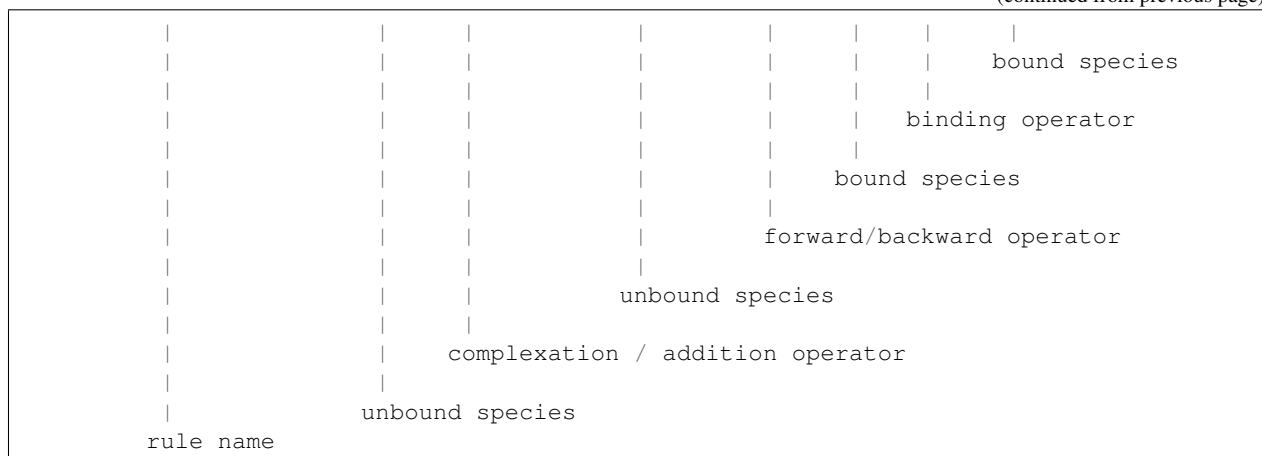 (continued from previous page)
| | | | | | | |
| | | | | | | bound species
| | | | | | |
| | | | | | binding operator
| | | | | |
| | | | | bound species
| | | | |
| | | | forward/backward operator
| | | |
| | | unbound species
| | |
| | complexation / addition operator
| |
| unbound species
rule name